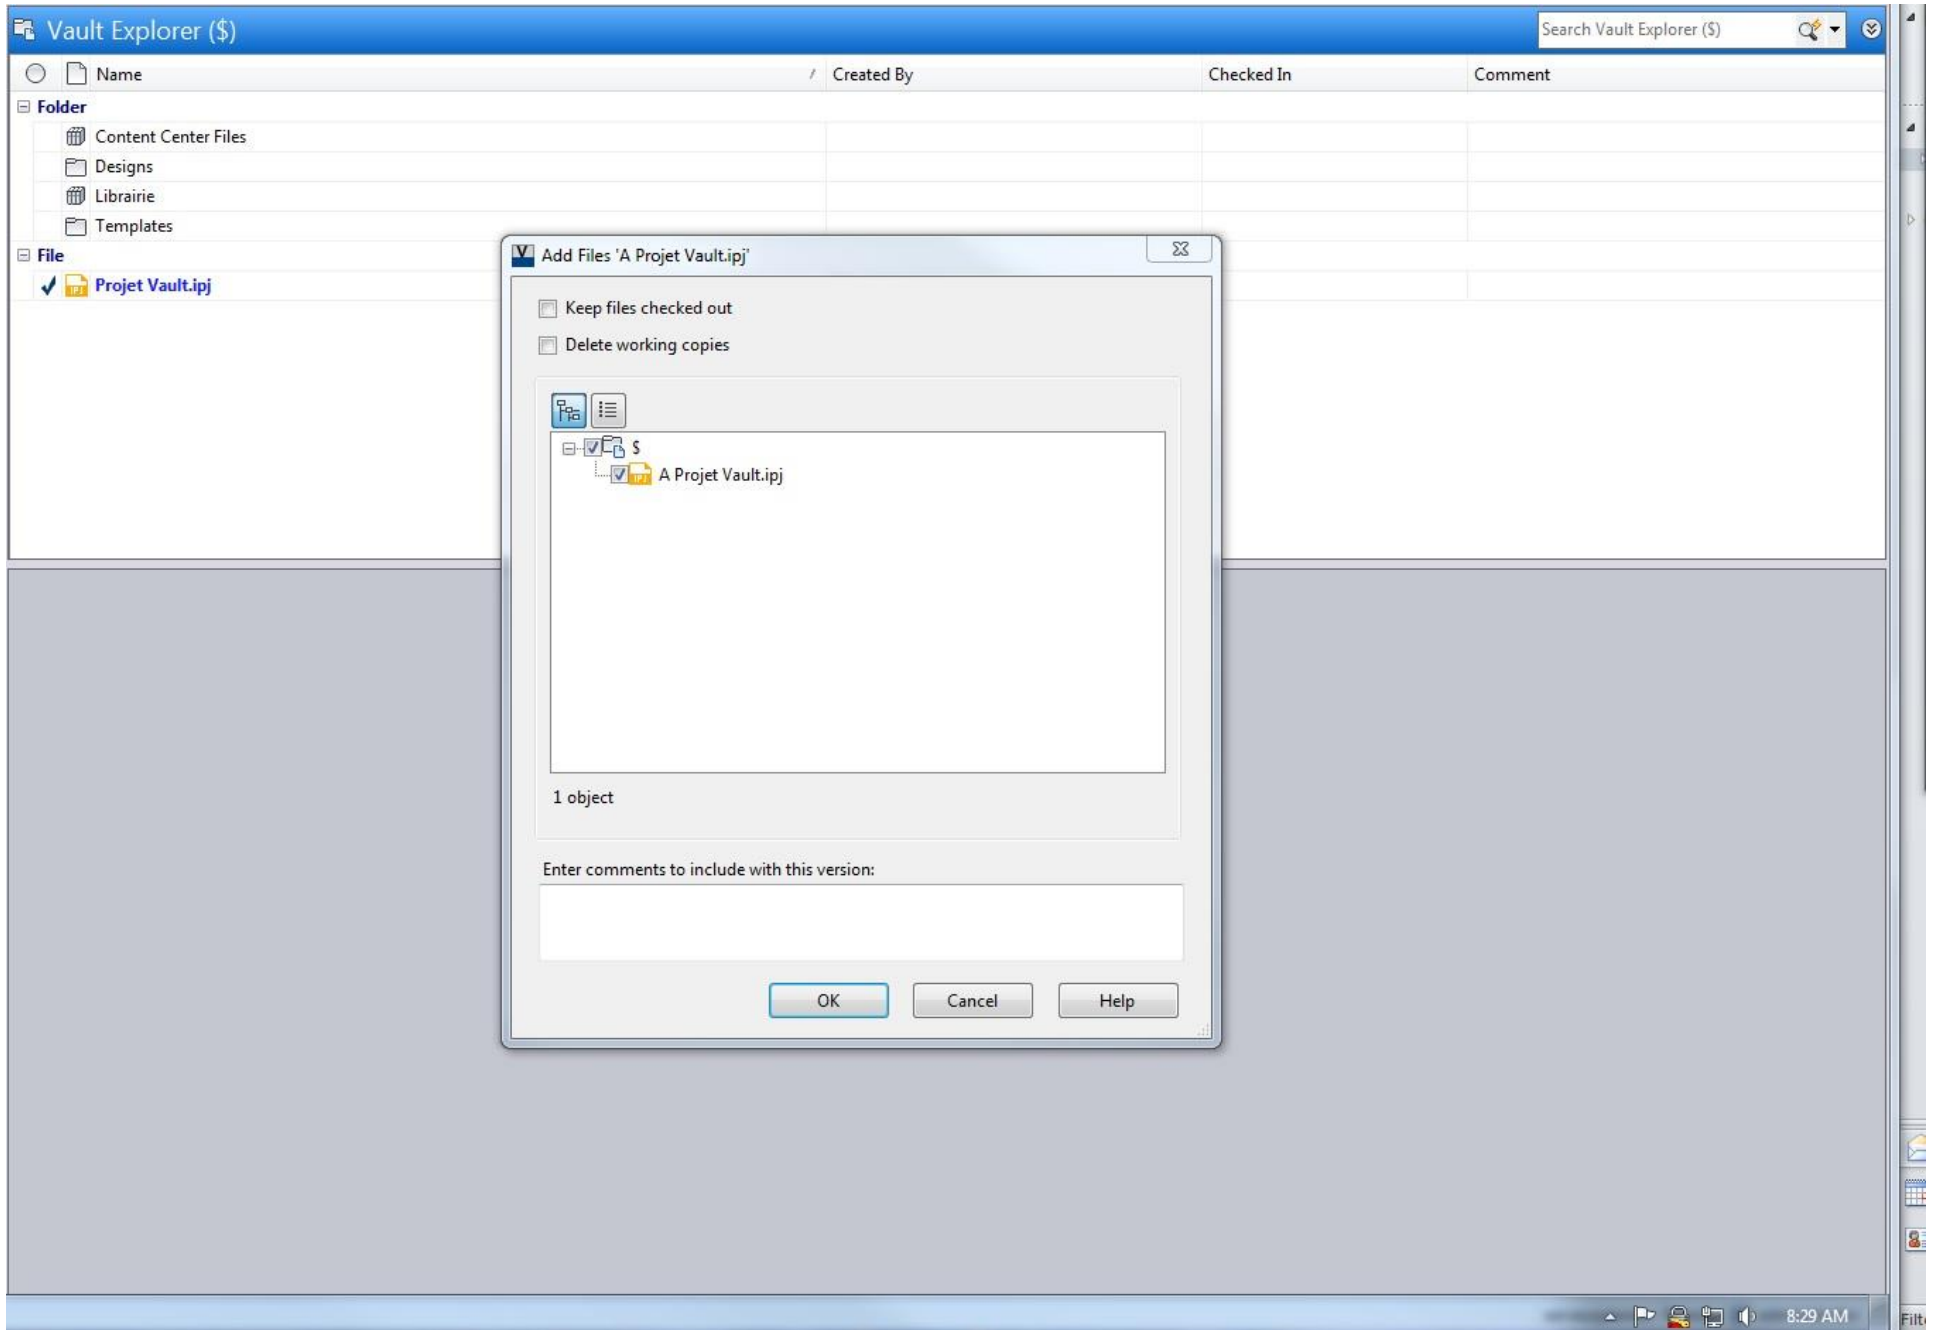 Vault Explorer ($)
Search Vault Explorer ($)
Name / Created By Checked In Comment
Folder
Content Center Files
Designs
Librairie
Templates
File
Projet Vault.ipj
Add Files 'A Projet Vault.ipj'
Keep files checked out
Delete working copies
$
A Projet Vault.ipj
1 object
Enter comments to include with this version:
OK Cancel Help
8:29 AM